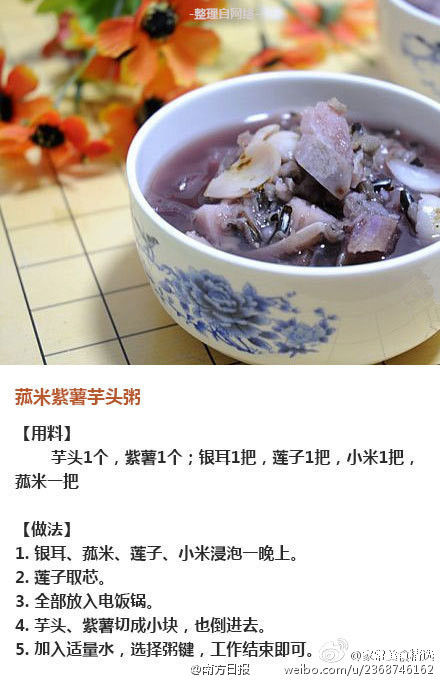 -整理自网络-
菰米紫薯芋头粥
【用料】
芋头1个，紫薯1个；银耳1把，莲子1把，小米1把，
菰米一把
【做法】
1. 银耳、菰米、莲子、小米浸泡一晚上。
2. 莲子取芯。
3. 全部放入电饭锅。
4. 芋头、紫薯切成小块，也倒进去。
5. 加入适量水，选择粥键，工作结束即可。
@南方日报
weibo.com/u/2368746162